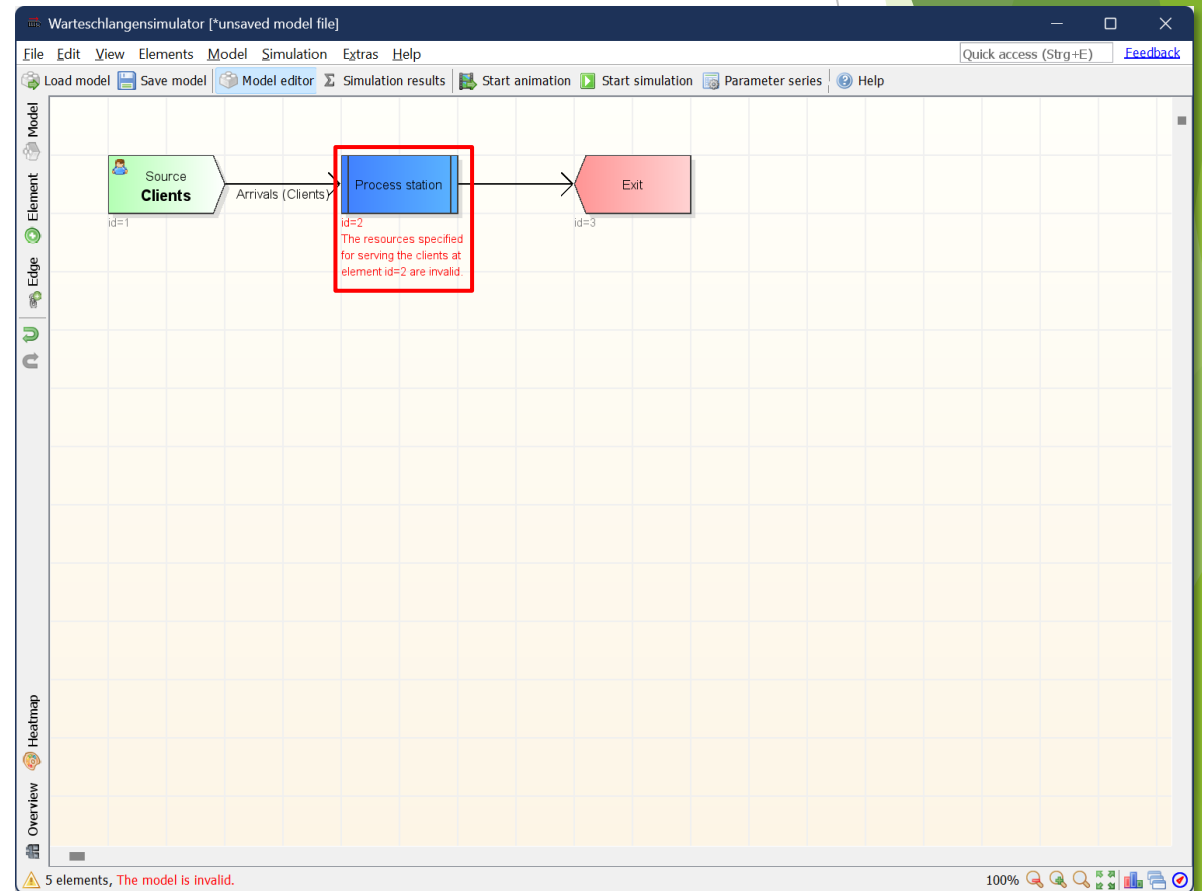 Warteschlangensimulator [*unsaved model file]
File Edit View Elements Model Simulation Extras Help
Quick access (Strg+E)
Feedback
Load model Save model Model editor Σ Simulation results Start animation Start simulation Parameter series Help
Model
Element
Edge
Source
Clients
id=1
Arrivals (Clients)
Process station
id=2
The resources specified
for serving the clients at
element id=2 are invalid.
Exit
id=3
Heatmap
Overview
5 elements, The model is invalid.
100%